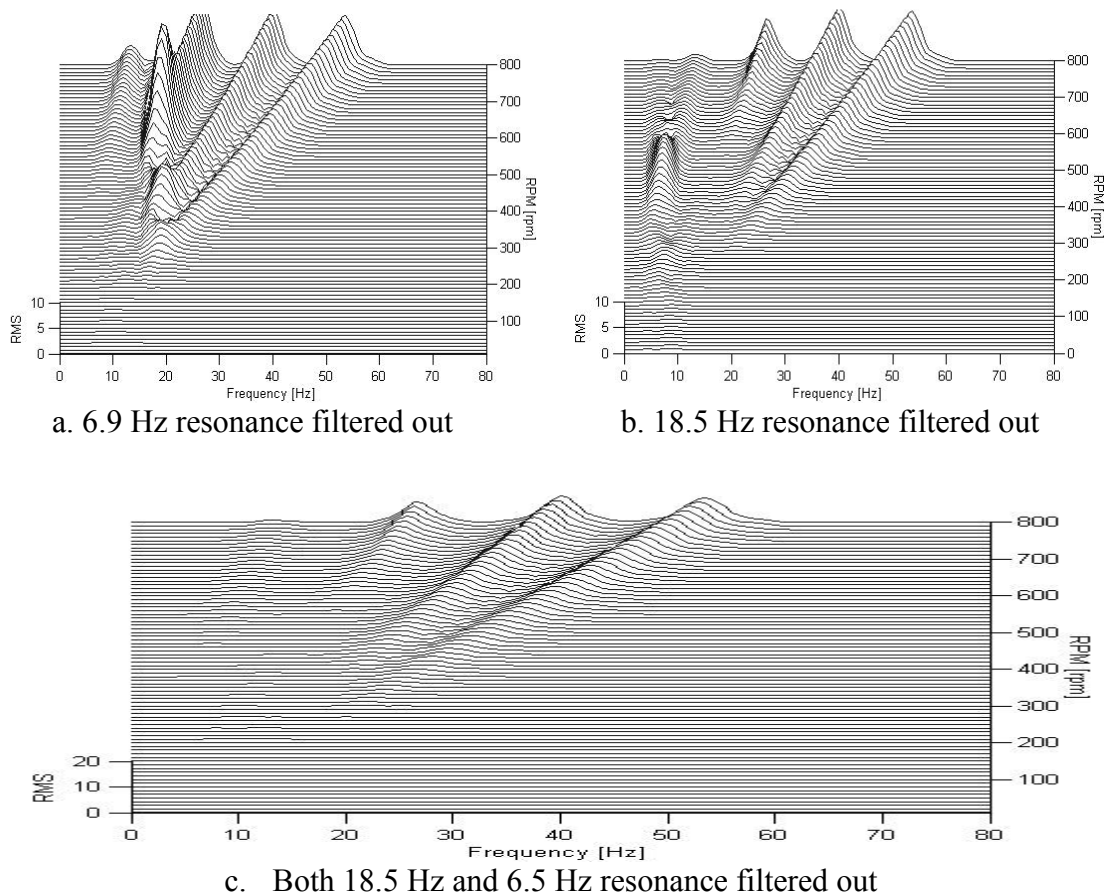 800
700
600
500
400
300
200
100
RPM [rpm]
10
5
0
RMS
0 10 20 30 40 50 60 70 80
Frequency [Hz]
a. 6.9 Hz resonance filtered out
800
700
600
500
400
300
200
100
0
RPM [rpm]
10
5
0
RMS
0 10 20 30 40 50 60 70 80
Frequency [Hz]
b. 18.5 Hz resonance filtered out
800
700
600
500
400
300
200
100
RPM [rpm]
20
10
0
RMS
0 10 20 30 40 50 60 70 80
Frequency [Hz]
c. Both 18.5 Hz and 6.5 Hz resonance filtered out